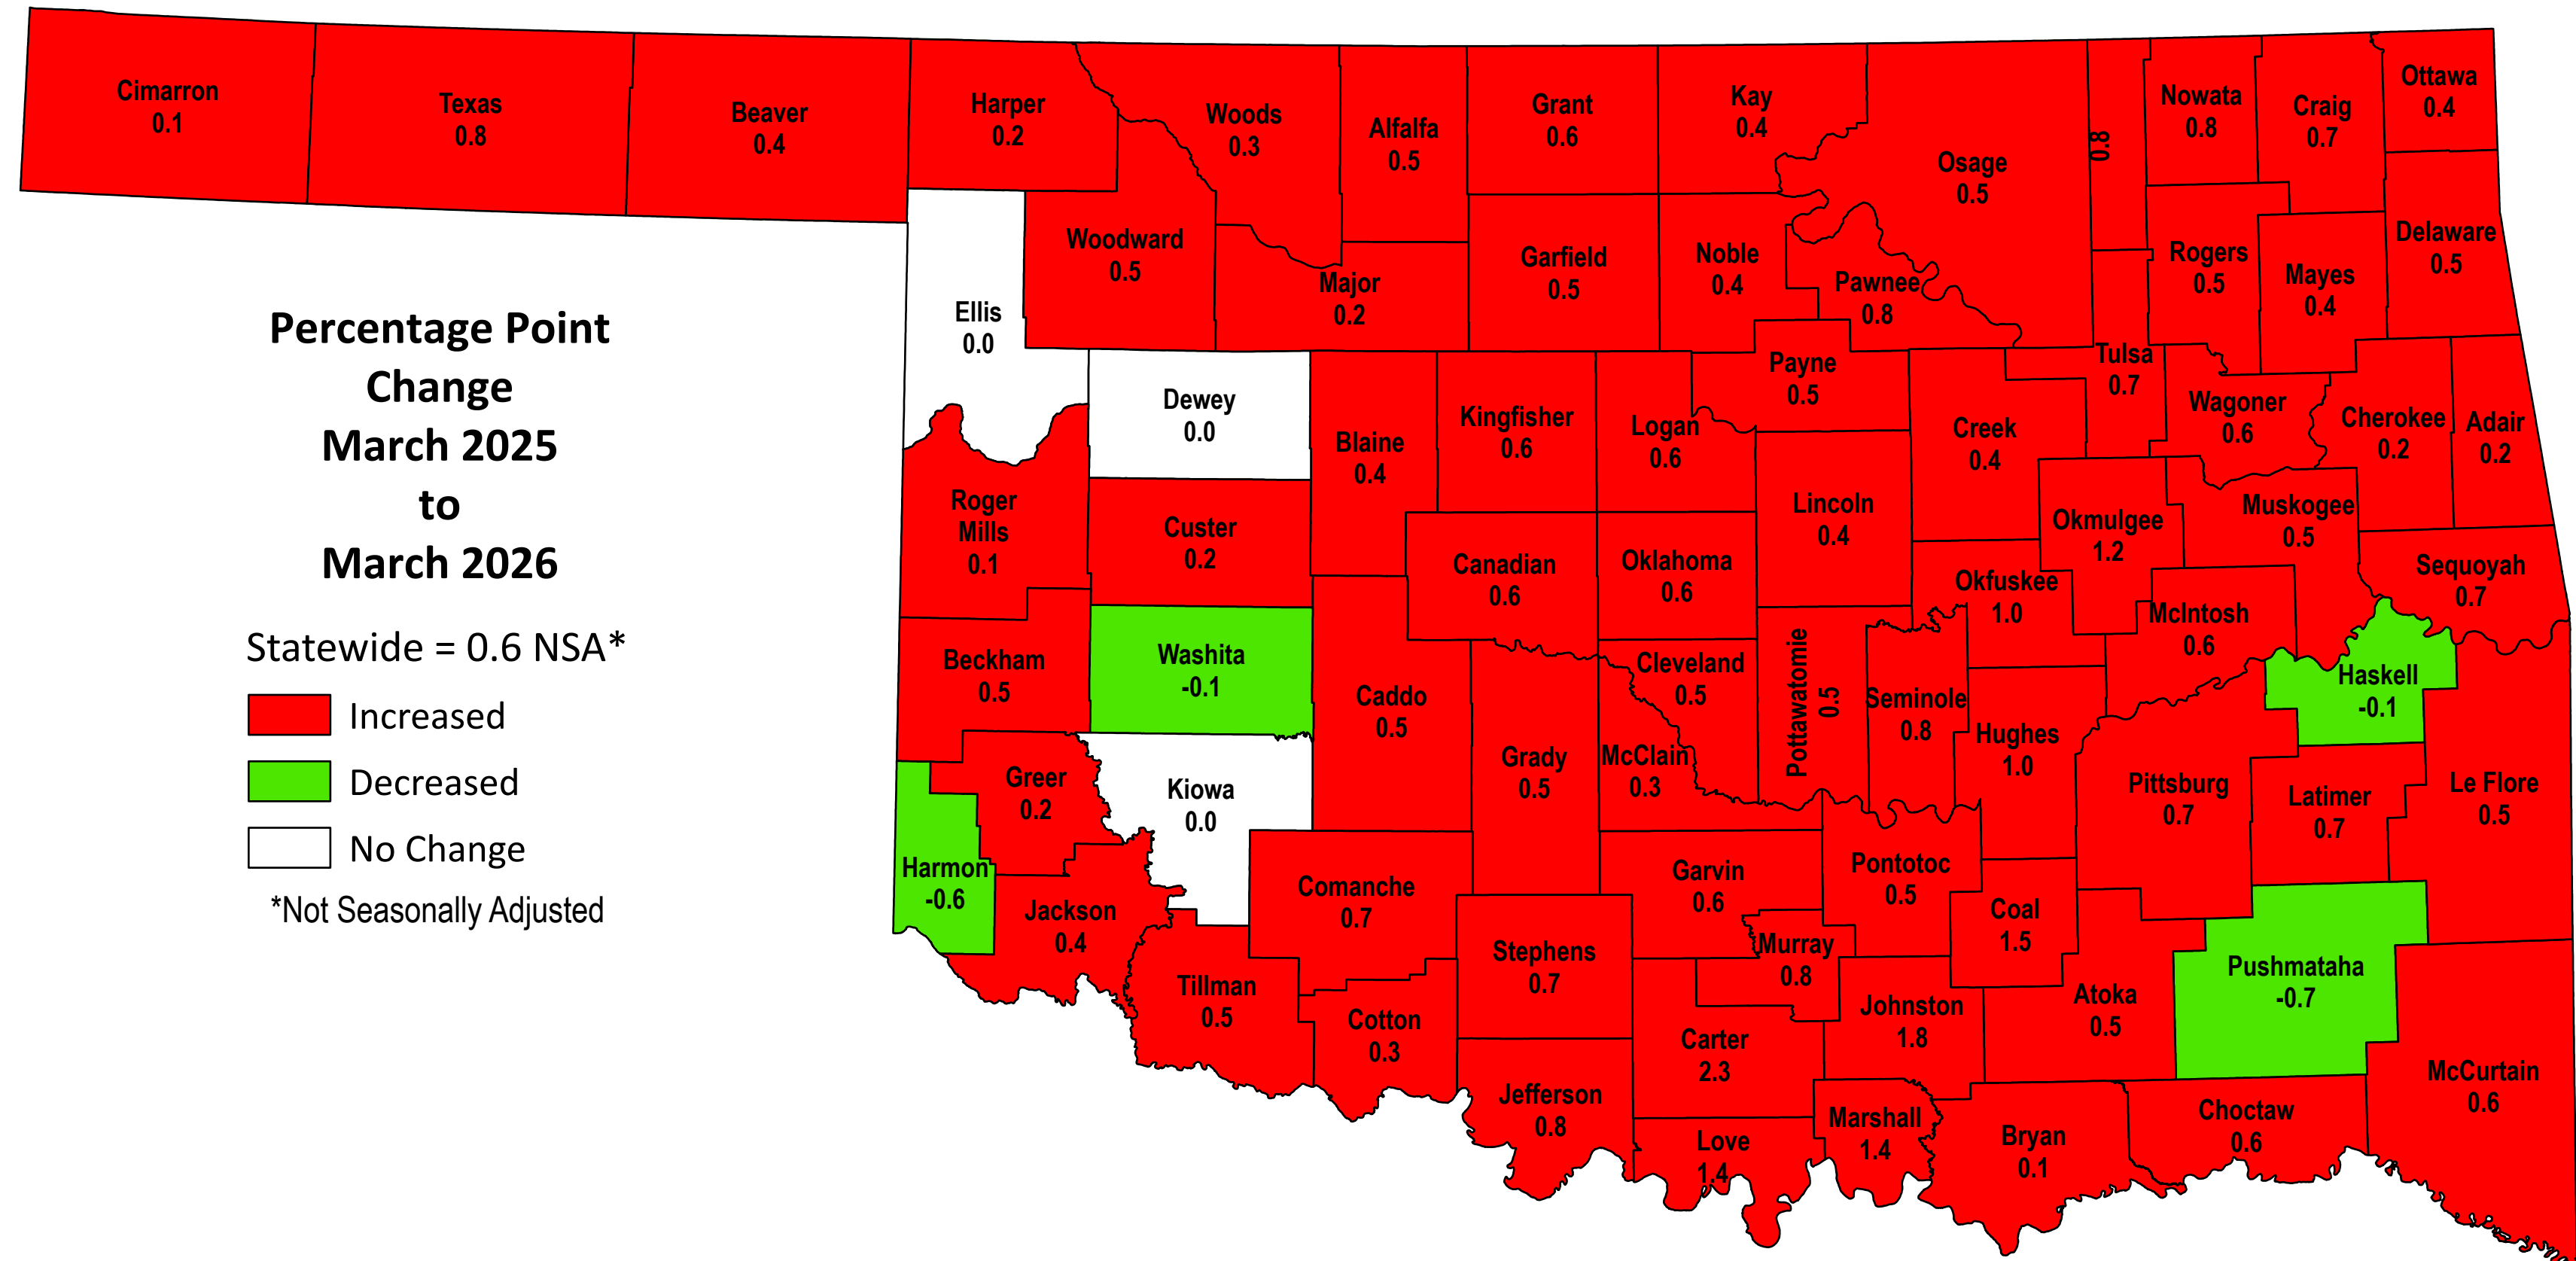 Cimarron
0.1
Texas
0.8
Beaver
0.4
Harper
0.2
Woods
0.3
Alfalfa
0.5
Grant
0.6
Kay
0.4
Osage
0.5
0.8
Nowata
0.8
Craig
0.7
Ottawa
0.4
Woodward
0.5
Ellis
0.0
Major
0.2
Garfield
0.5
Noble
0.4
Pawnee
0.8
Rogers
0.5
Mayes
0.4
Delaware
0.5
Percentage Point
Change
March 2025
to
March 2026
Statewide = 0.6 NSA*
Increased
Decreased
No Change
*Not Seasonally Adjusted
Dewey
0.0
Blaine
0.4
Kingfisher
0.6
Logan
0.6
Payne
0.5
Creek
0.4
Tulsa
0.7
Wagoner
0.6
Cherokee
0.2
Adair
0.2
Roger
Mills
0.1
Custer
0.2
Canadian
0.6
Oklahoma
0.6
Lincoln
0.4
Okfuskee
1.0
Okmulgee
1.2
Muskogee
0.5
McIntosh
0.6
Sequoyah
0.7
Beckham
0.5
Washita
-0.1
Caddo
0.5
Grady
0.5
McClain
0.3
Cleveland
0.5
Pottawatomie
0.5
Seminole
0.8
Hughes
1.0
Pittsburg
0.7
Haskell
-0.1
Latimer
0.7
Le Flore
0.5
Greer
0.2
Kiowa
0.0
Harmon
-0.6
Jackson
0.4
Comanche
0.7
Tillman
0.5
Cotton
0.3
Stephens
0.7
Garvin
0.6
Murray
0.8
Pontotoc
0.5
Coal
1.5
Johnston
1.8
Atoka
0.5
Pushmataha
-0.7
McCurtain
0.6
Carter
2.3
Jefferson
0.8
Love
1.4
Marshall
1.4
Bryan
0.1
Choctaw
0.6